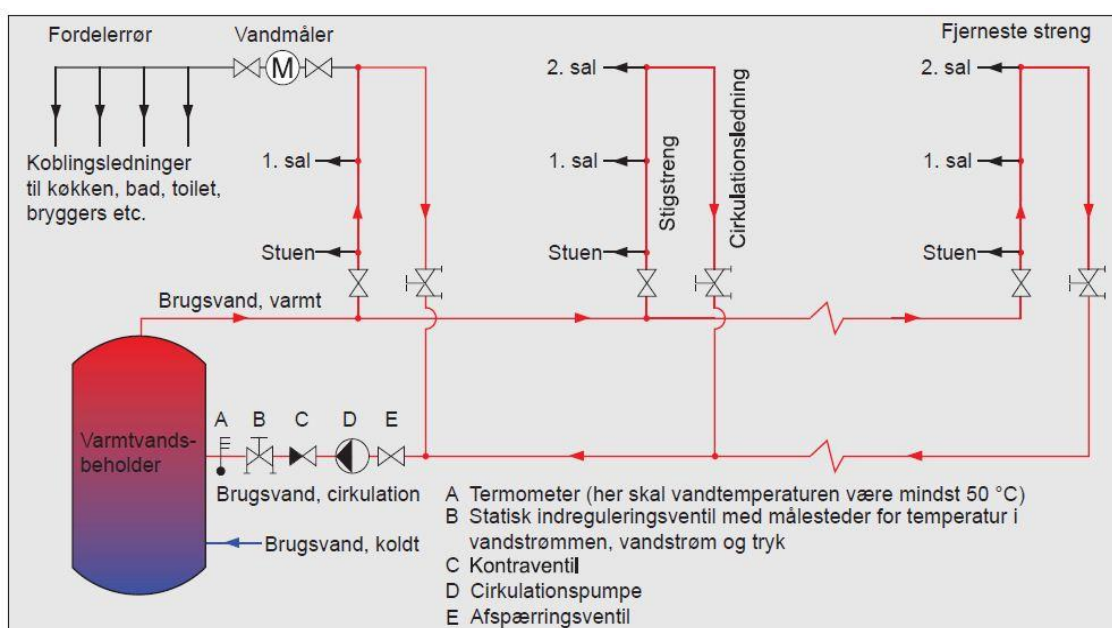 Fordelerrør
Vandmåler
Fjerneste streng
M
2. sal
2. sal
Koblingsledninger
til køkken, bad, toilet,
bryggers etc.
1. sal
1. sal
1. sal
Stigstreng
Cirkulationsledning
Stuen
Stuen
Stuen
Brugsvand, varmt
A B C D E
Varmtvands-
beholder
Brugsvand, cirkulation
Brugsvand, koldt
A Termometer (her skal vandtemperaturen være mindst 50 °C)
B Statisk indreguleringsventil med målesteder for temperatur i
vandstrømmen, vandstrøm og tryk
C Kontraventil
D Cirkulationspumpe
E Afspærringsventil